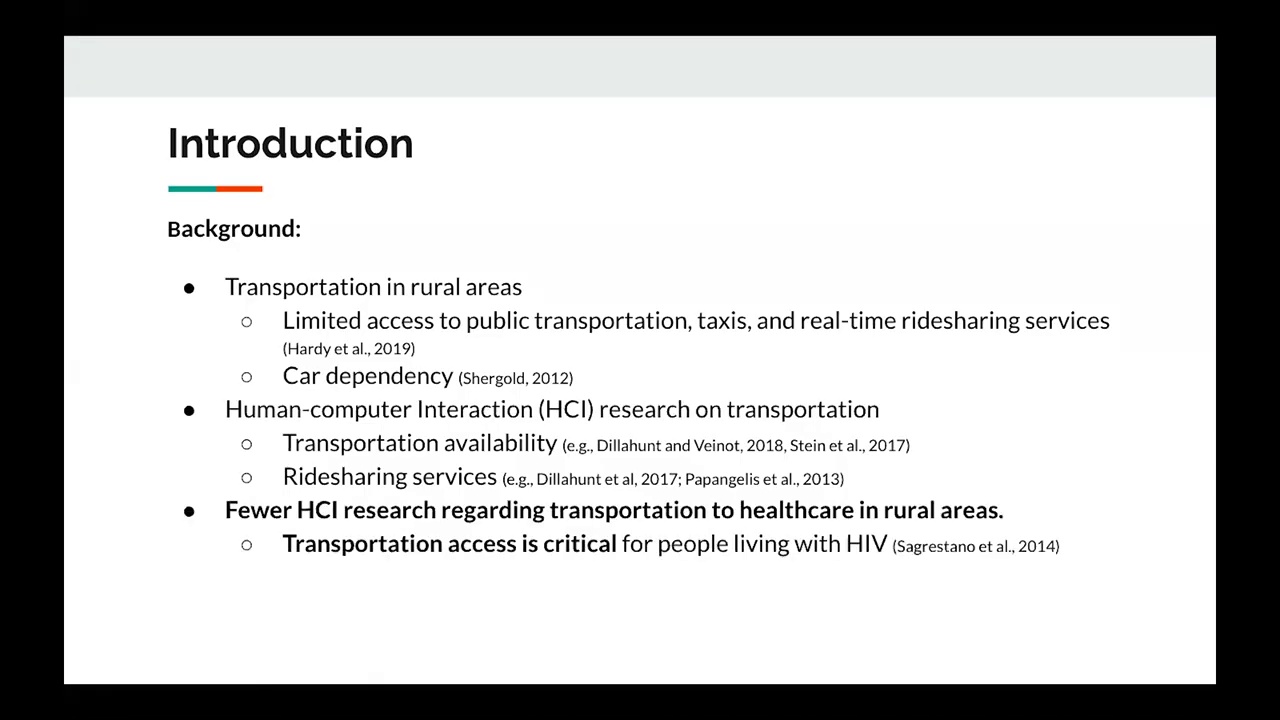 Introduction
Background:
● Transportation in rural areas
○ Limited access to public transportation, taxis, and real-time ridesharing services
(Hardy et al., 2019)
○ Car dependency (Shergold, 2012)
● Human-computer Interaction (HCI) research on transportation
○ Transportation availability (e.g., Dillahunt and Veinot, 2018, Stein et al., 2017)
○ Ridesharing services (e.g., Dillahunt et al, 2017; Papangelis et al., 2013)
● Fewer HCI research regarding transportation to healthcare in rural areas.
○ Transportation access is critical for people living with HIV (Sagrestano et al., 2014)